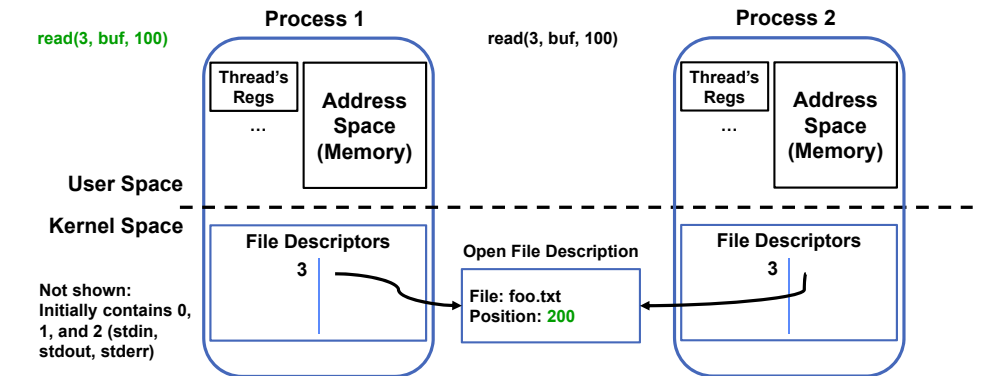 Process 1
Process 2
read(3, buf, 100)
read(3, buf, 100)
Thread’s
Regs
…
Address
Space
(Memory)
Thread’s
Regs
…
Address
Space
(Memory)
User Space
Kernel Space
File Descriptors
3
Open File Description
File: foo.txt
Position: 200
File Descriptors
3
Not shown:
Initially contains 0,
1, and 2 (stdin,
stdout, stderr)